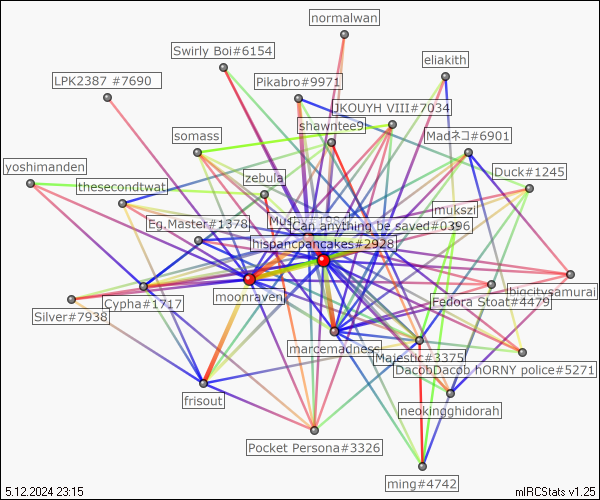 normalwan
Swirly Boi#6154
eliakith
LPK2387 #7690
Pikabro#9971
JKOUYH VIII#7034
shawntee9
somass
Madネコ#6901
yoshimanden
Duck#1245
zebula
thesecondtwat
mukszi
Eg.Master#1378
Can anything be saved#0396
hispancpancakes#2928
bigcitysamurai
moonraven
Fedora Stoat#4479
Cypha#1717
Silver#7938
marcemadness
Majestic#3375
DacobDacob hORNY police#5271
frisout
neokingghidorah
Pocket Persona#3326
ming#4742
5.12.2024 23:15
mIRCStats v1.25